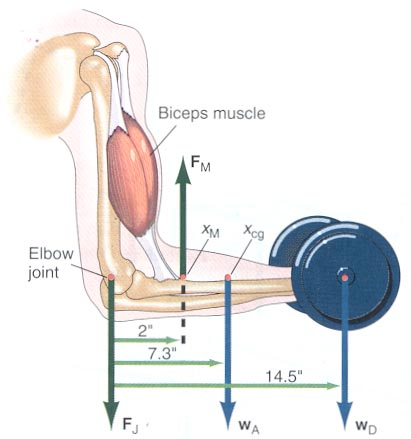 Biceps muscle
F_M
x_M
x_cg
Elbow
joint
2"
7.3"
14.5"
F_J
w_A
w_D